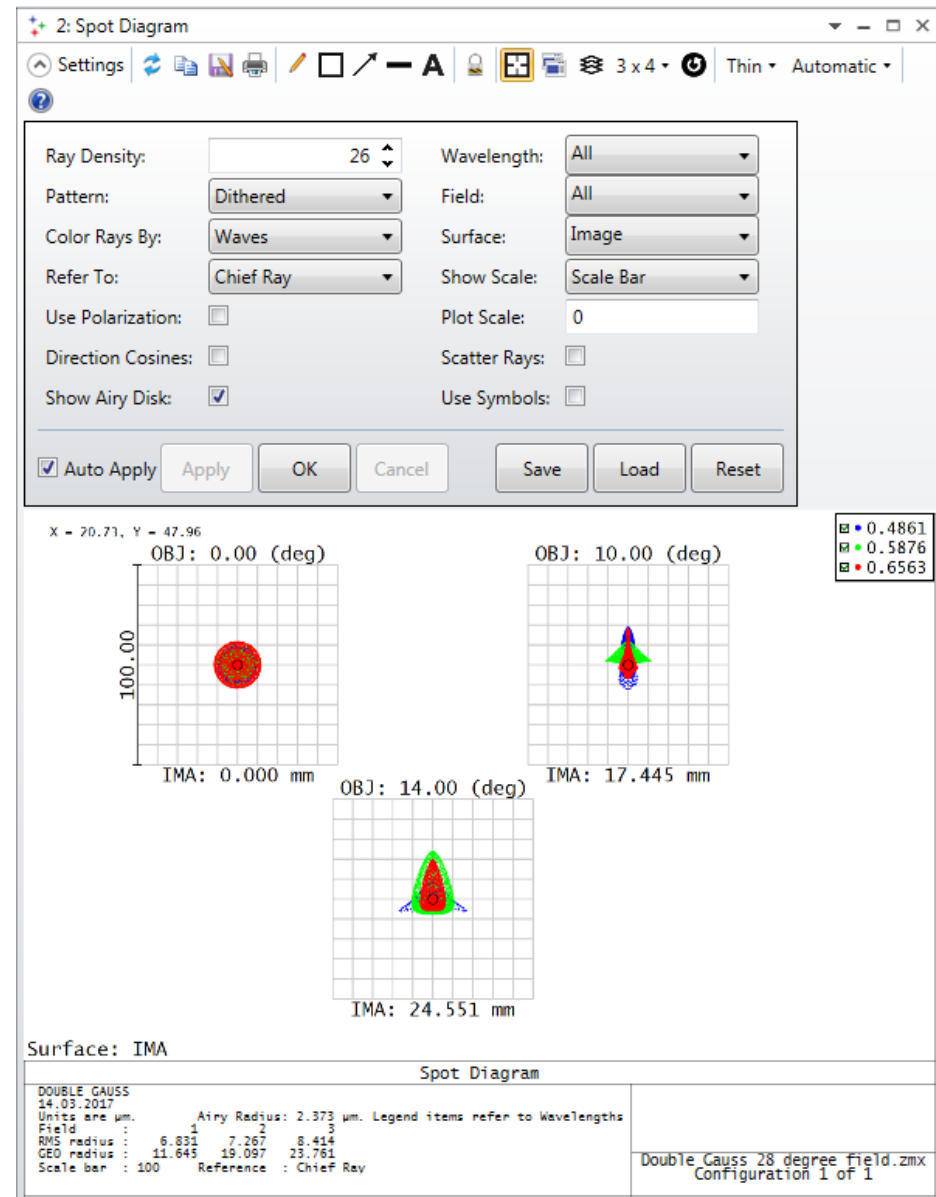 2: Spot Diagram
Settings A 3 x 4 Thin Automatic
Ray Density: 26 Wavelength: All
Pattern: Dithered Field: All
Color Rays By: Waves Surface: Image
Refer To: Chief Ray Show Scale: Scale Bar
Use Polarization: Plot Scale: 0
Direction Cosines: Scatter Rays:
Show Airy Disk: Use Symbols:
Auto Apply Apply OK Cancel Save Load Reset
X = 20.71, Y = 47.96
OBJ: 0.00 (deg) OBJ: 10.00 (deg)
0.4861
0.5876
0.6563
100.00
IMA: 0.000 mm IMA: 17.445 mm
OBJ: 14.00 (deg)
IMA: 24.551 mm
Surface: IMA
Spot Diagram
DOUBLE GAUSS
14.03.2017
Units are µm. Airy Radius: 2.373 µm. Legend items refer to Wavelengths
Field : 1 2 3
RMS radius : 6.831 7.267 8.414
GEO radius : 11.645 19.097 23.761
Scale bar : 100 Reference : Chief Ray
Double Gauss 28 degree field.zmx
Configuration 1 of 1